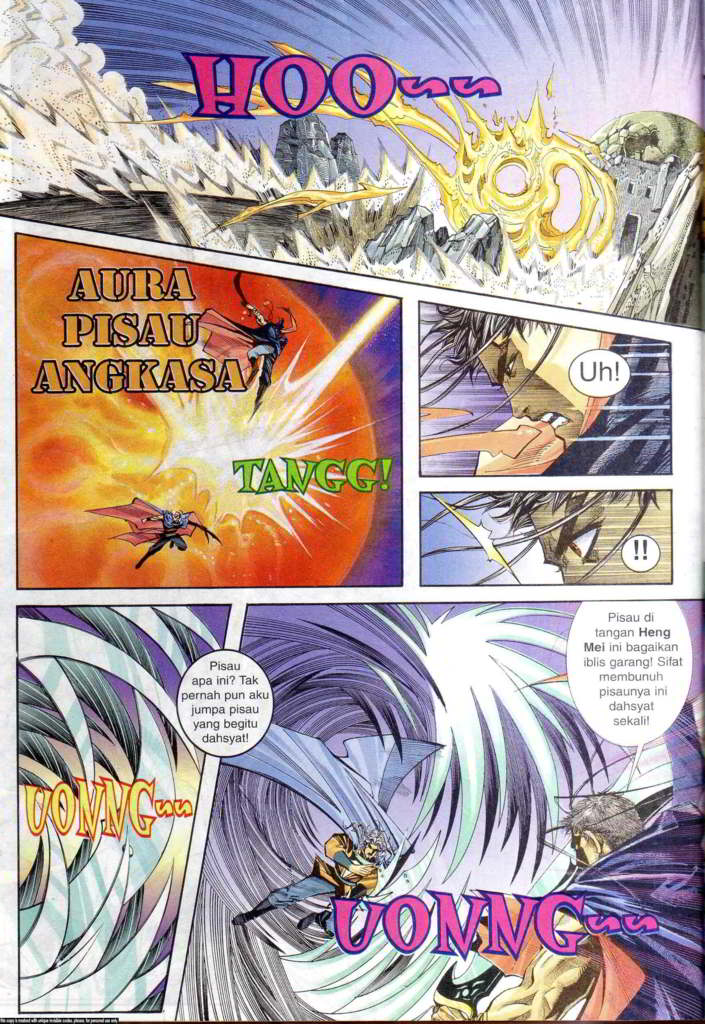 HOOuu
AURA
PISAU
ANGKASA
TANGG!
Uh!
!!
UONNGuu
Pisau
apa ini? Tak
pernah pun aku
jumpa pisau
yang begitu
dahsyat!
Pisau di
tangan Heng
Mei ini bagaikan
iblis garang! Sifat
membunuh
pisaunya ini
dahsyat
sekali!
UONNGuu